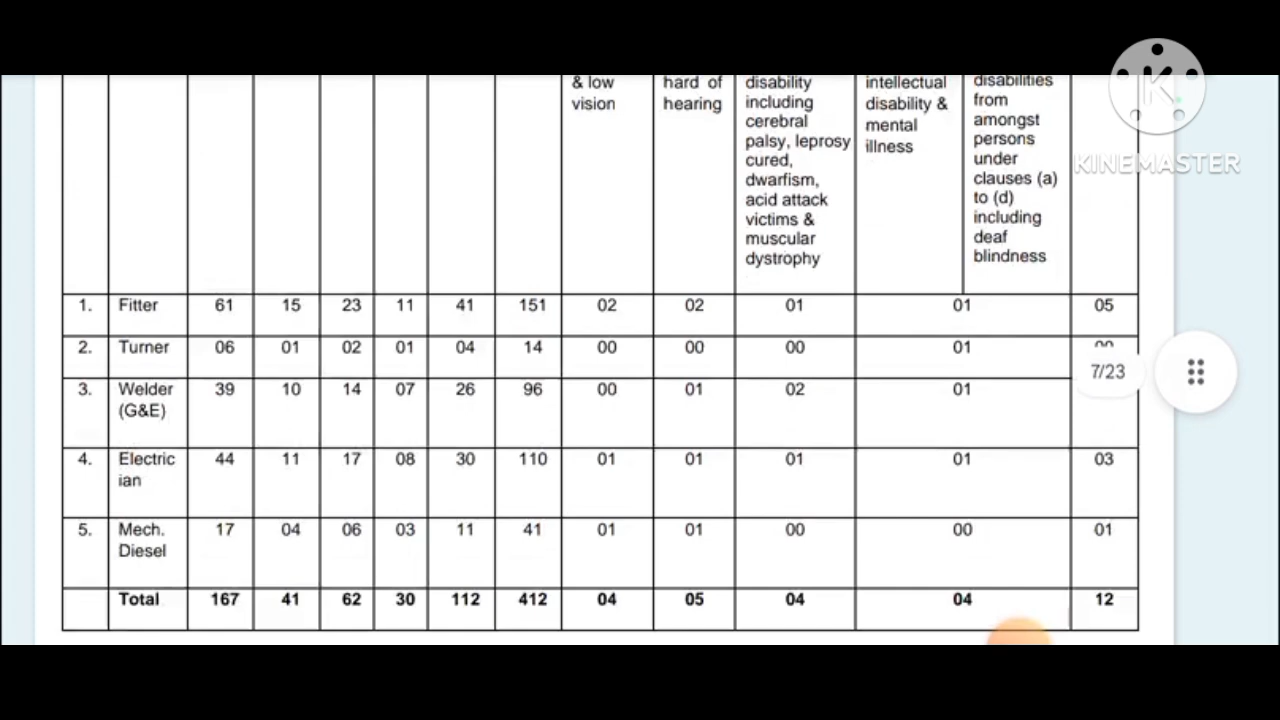 & low
vision
hard of
hearing
disability
including
cerebral
palsy, leprosy
cured,
dwarfism,
acid attack
victims &
muscular
dystrophy
intellectual
disability &
mental
illness
disabilities
from
amongst
persons
under
clauses (a)
to (d)
including
deaf
blindness
K
KINEMASTER
1. Fitter 61 15 23 11 41 151 02 02 01 01 05
2. Turner 06 01 02 01 04 14 00 00 00 01
7/23
3. Welder 39 10 14 07 26 96 00 01 02 01
(G&E)
4. Electric 44 11 17 08 30 110 01 01 01 01 03
ian
5. Mech. 17 04 06 03 11 41 01 01 00 00 01
Diesel
Total 167 41 62 30 112 412 04 05 04 04 12